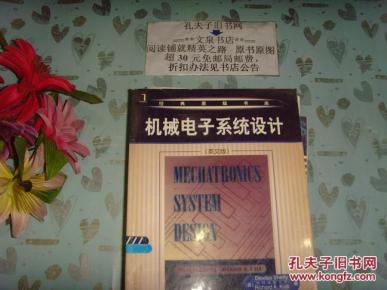 孔夫子旧书网
==文泉书店==
阅读铺就精英之路 原书原图
超 30 元免邮局邮费,
折扣办法见书店公告
经典原版书库
机械电子系统设计
(英文版)
MECHATRONICS
SYSTEM
DESIGN
孔夫子旧书网